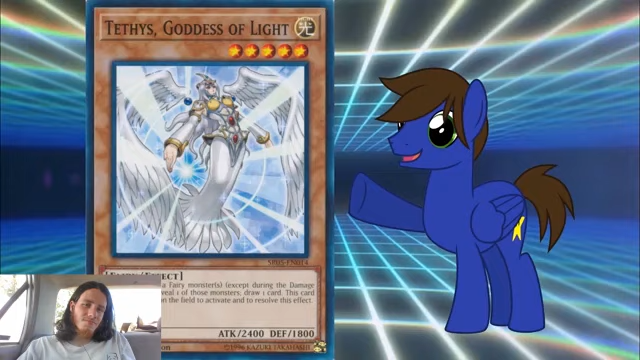 TETHYS, GODDESS OF LIGHT
光
SR05-EN014
[FAIRY/EFFECT]
a Fairy monster(s) (except during the Damage
reveal 1 of those monsters; draw 1 card. This card
on the field to activate and to resolve this effect
ATK/2400 DEF/1800
©1996 KAZUKI TAKAHASHI